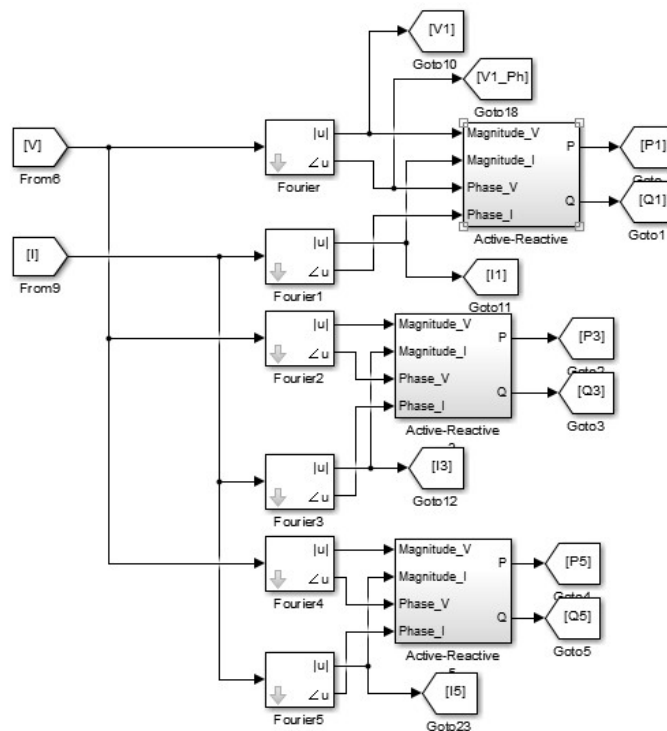 [V1]
Goto10
[V1_Ph]
Goto18
[V]
From6
|u|
∠u
Fourier
Magnitude_V
Magnitude_I
Phase_V
Phase_I
P
Q
Active-Reactive
[P1]
[Q1]
Goto1
[I]
From9
|u|
∠u
Fourier1
[I1]
Goto11
|u|
∠u
Fourier2
Magnitude_V
Magnitude_I
Phase_V
Phase_I
P
Q
Active-Reactive
[P3]
Goto2
[Q3]
Goto3
|u|
∠u
Fourier3
[I3]
Goto12
|u|
∠u
Fourier4
Magnitude_V
Magnitude_I
Phase_V
Phase_I
P
Q
Active-Reactive
[P5]
Goto4
[Q5]
Goto5
|u|
∠u
Fourier5
[I5]
Goto23